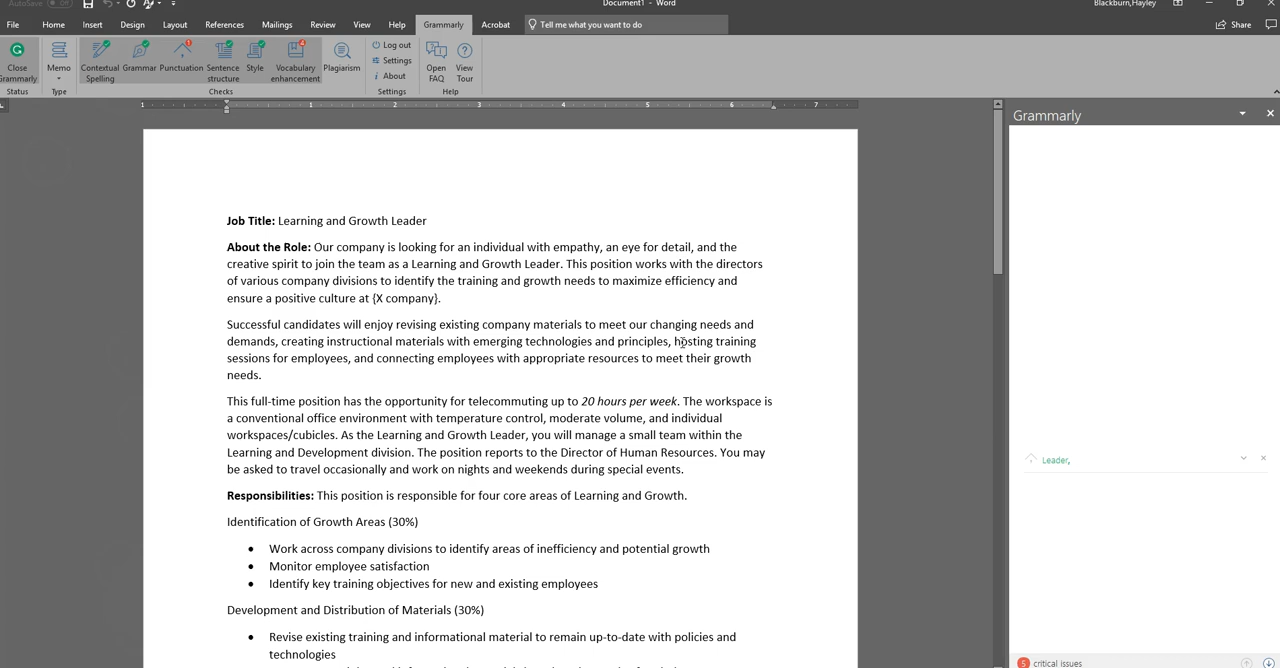 AutoSave Off
Document1 - Word
Blackburn,Hayley
File Home Insert Design Layout References Mailings Review View Help Grammarly Acrobat Tell me what you want to do Share
Close Grammarly
Memo
Contextual Spelling
Grammar
Punctuation
1
Sentence structure
Style
Vocabulary enhancement
4
Plagiarism
Log out
Settings
About
Open FAQ
View Tour
Status Type Checks Settings Help
1 1 2 3 4 5 6 7
Grammarly
Job Title: Learning and Growth Leader
About the Role: Our company is looking for an individual with empathy, an eye for detail, and the
creative spirit to join the team as a Learning and Growth Leader. This position works with the directors
of various company divisions to identify the training and growth needs to maximize efficiency and
ensure a positive culture at {X company}.
Successful candidates will enjoy revising existing company materials to meet our changing needs and
demands, creating instructional materials with emerging technologies and principles, hosting training
sessions for employees, and connecting employees with appropriate resources to meet their growth
needs.
This full-time position has the opportunity for telecommuting up to 20 hours per week. The workspace is
a conventional office environment with temperature control, moderate volume, and individual
workspaces/cubicles. As the Learning and Growth Leader, you will manage a small team within the
Learning and Development division. The position reports to the Director of Human Resources. You may
be asked to travel occasionally and work on nights and weekends during special events.
Responsibilities: This position is responsible for four core areas of Learning and Growth.
Identification of Growth Areas (30%)
• Work across company divisions to identify areas of inefficiency and potential growth
• Monitor employee satisfaction
• Identify key training objectives for new and existing employees
Development and Distribution of Materials (30%)
• Revise existing training and informational material to remain up-to-date with policies and
technologies
Leader,
5 critical issues